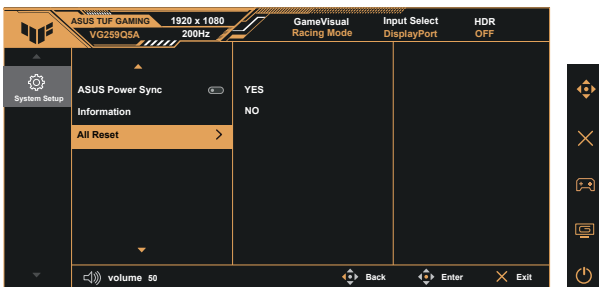 ASUS TUF GAMING 1920 x 1080 GameVisual Input Select HDR
VG259Q5A 200Hz Racing Mode DisplayPort OFF
System Setup
ASUS Power Sync YES
Information NO
All Reset
volume 50 Back Enter Exit